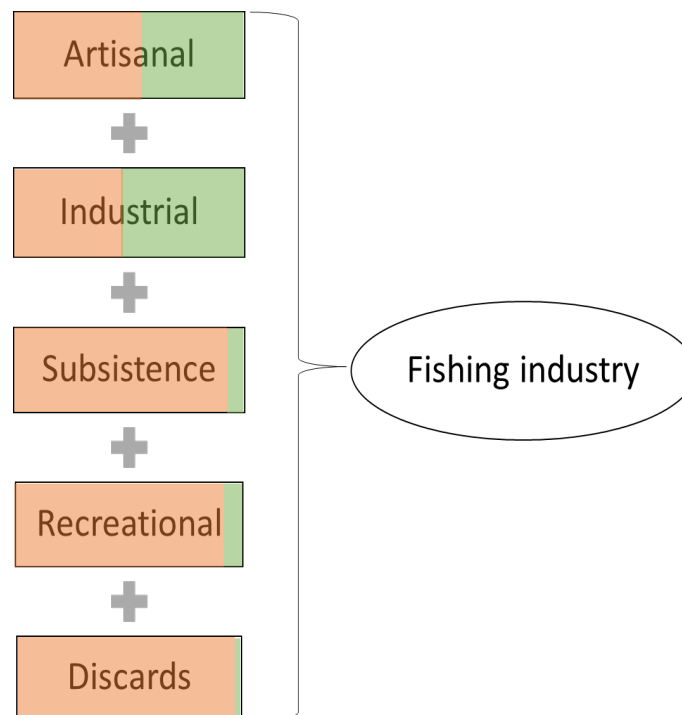 Artisanal
Industrial
Subsistence
Fishing industry
Recreational
Discards